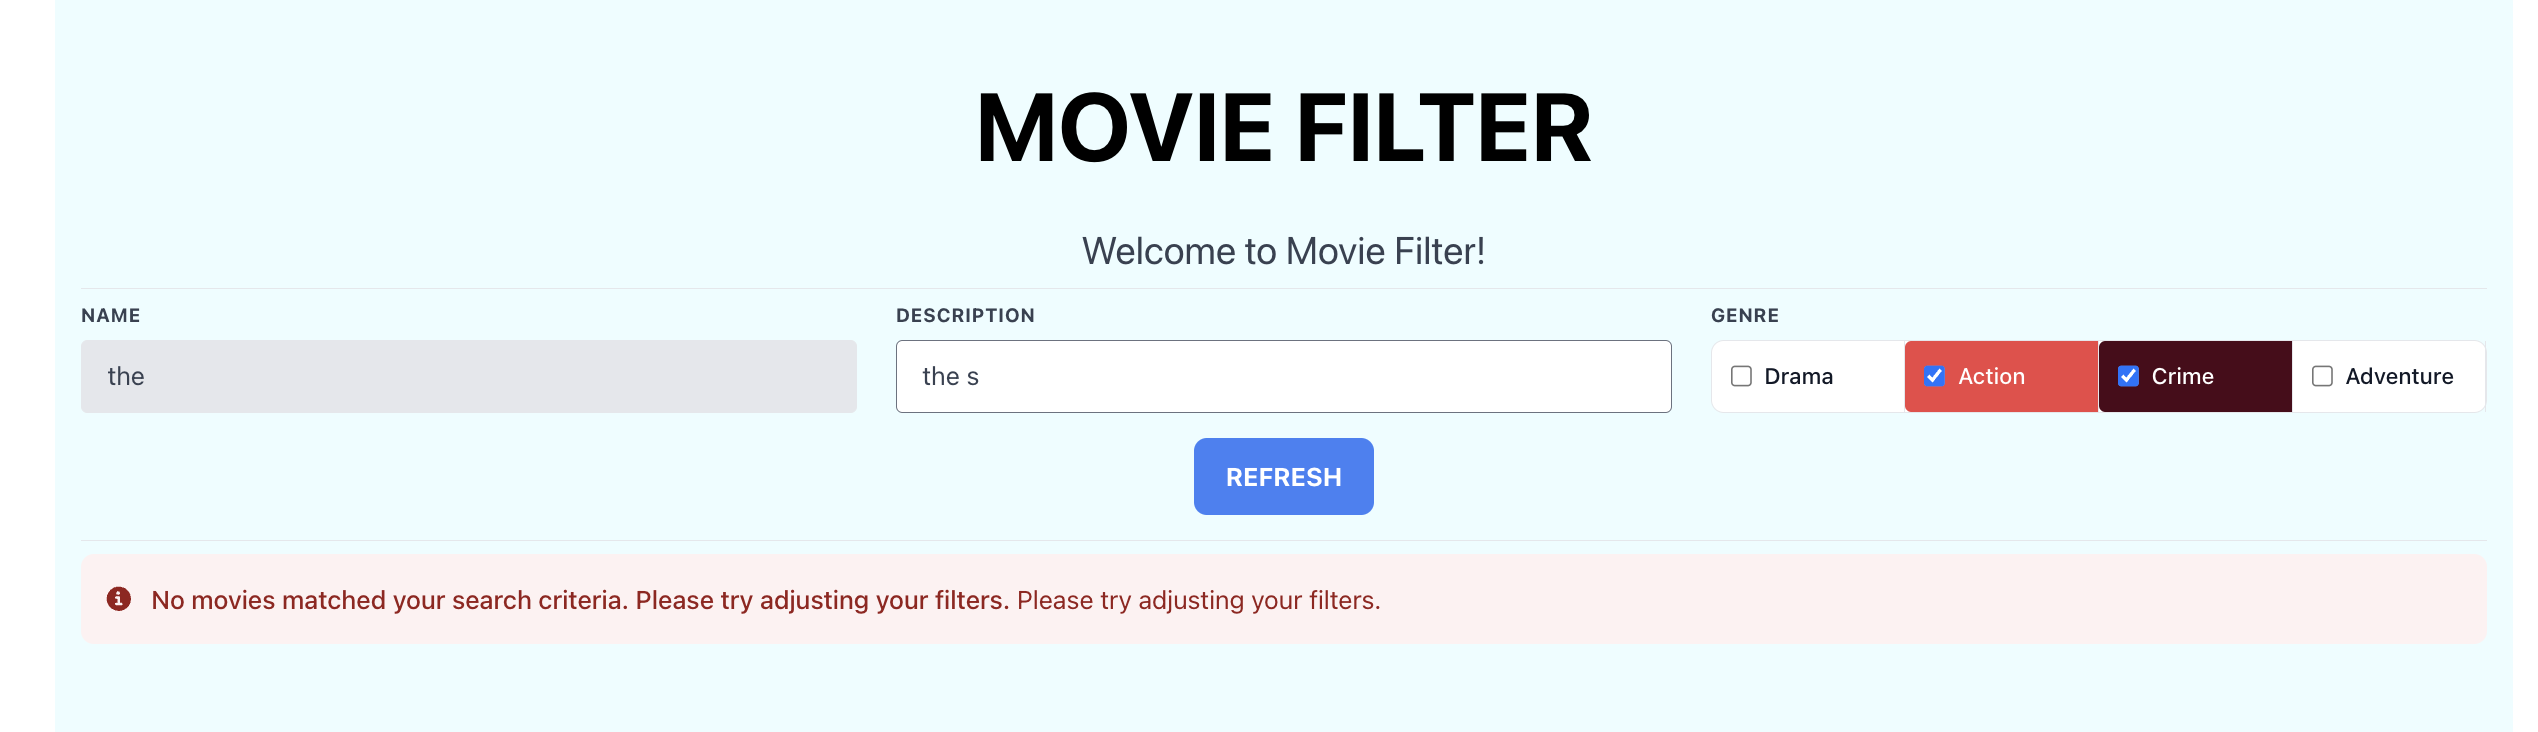 MOVIE FILTER
Welcome to Movie Filter!
NAME
the
DESCRIPTION
the s
GENRE
Drama
Action
Crime
Adventure
REFRESH
No movies matched your search criteria. Please try adjusting your filters. Please try adjusting your filters.